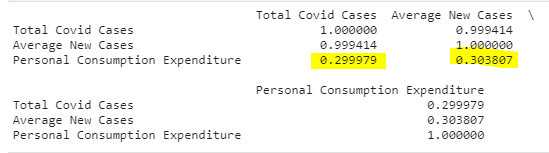 Total Covid Cases Average New Cases \
Total Covid Cases 1.000000 0.999414
Average New Cases 0.999414 1.000000
Personal Consumption Expenditure 0.299979 0.303807
Personal Consumption Expenditure
Total Covid Cases 0.299979
Average New Cases 0.303807
Personal Consumption Expenditure 1.000000